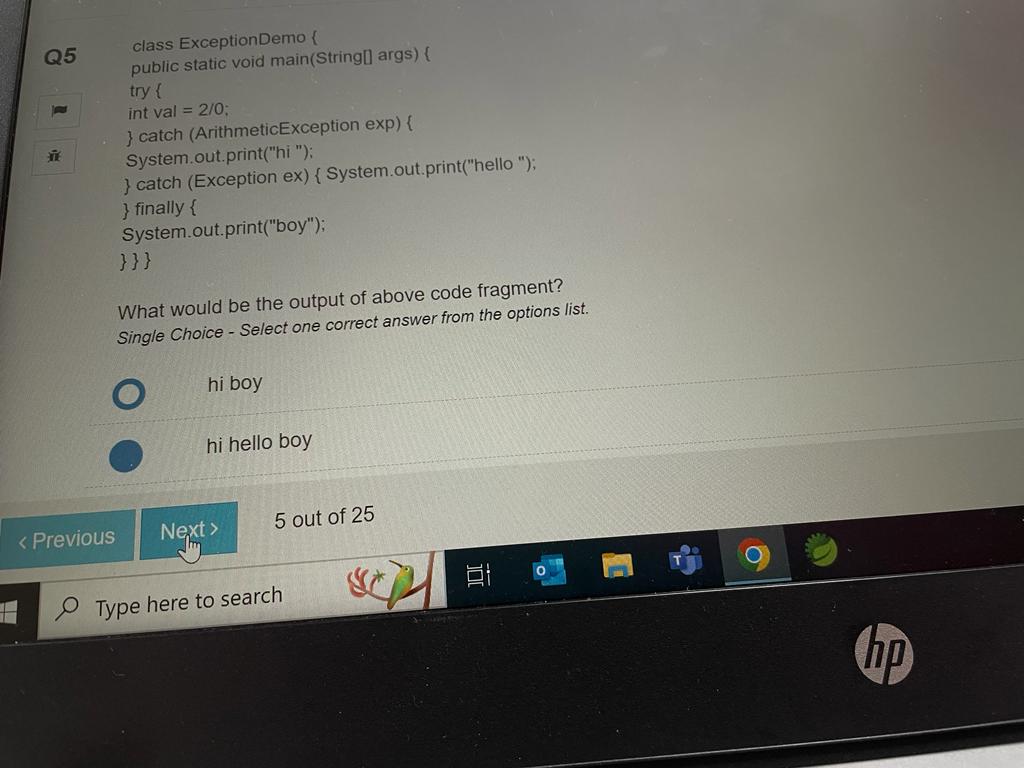 Q5
class ExceptionDemo {
public static void main(String[] args) {
try {
int val = 2/0;
} catch (ArithmeticException exp) {
System.out.print("hi ");
} catch (Exception ex) { System.out.print("hello ");
} finally {
System.out.print("boy");
} } }
What would be the output of above code fragment?
Single Choice - Select one correct answer from the options list.
hi boy
hi hello boy
< Previous
Next >
5 out of 25
Type here to search
hp